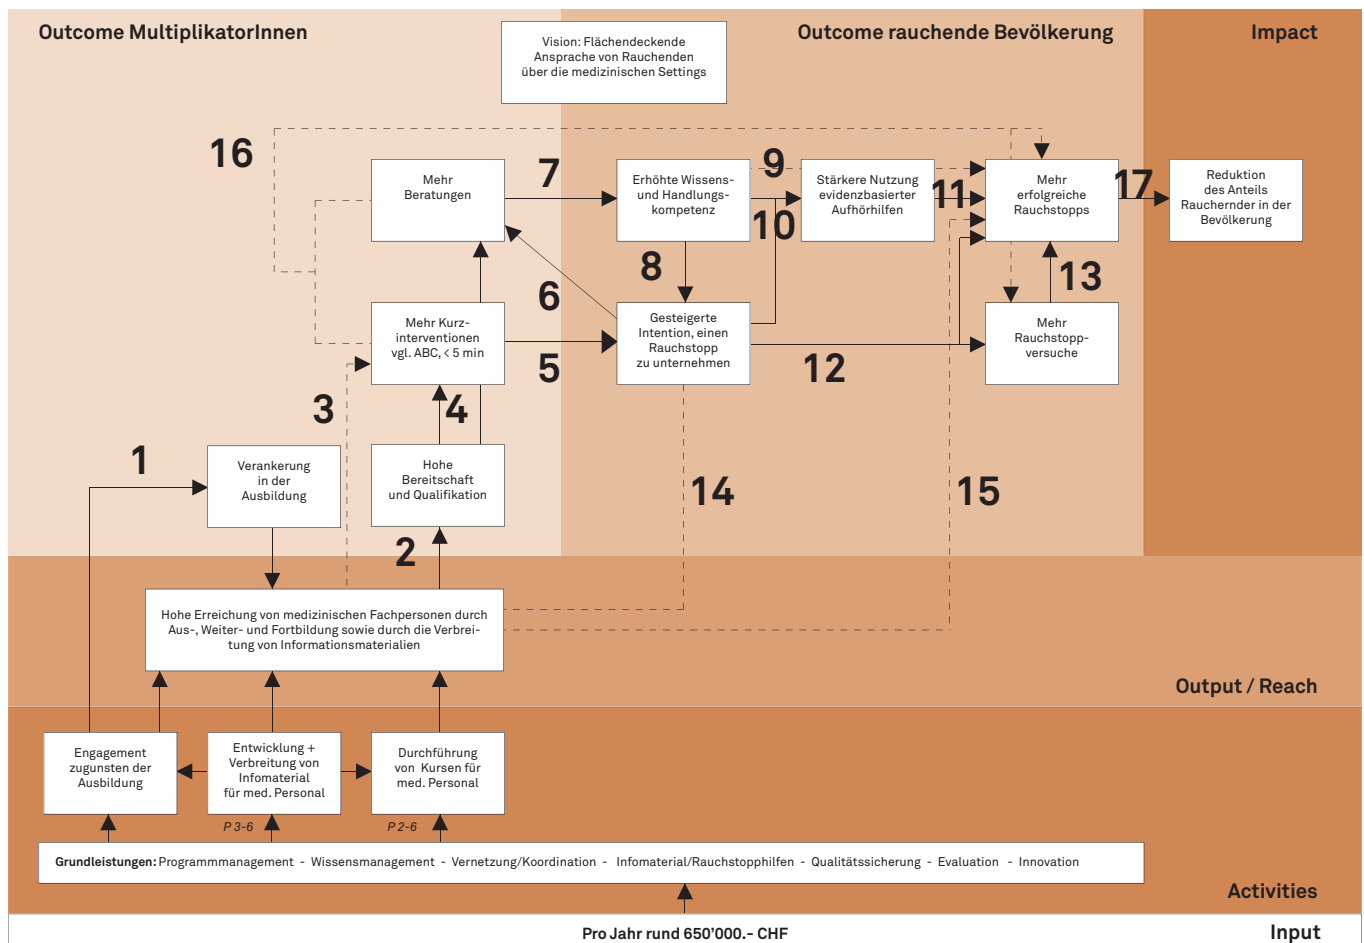 Outcome MultiplikatorInnen
Vision: Flächendeckende
Ansprache von Rauchenden
über die medizinischen Settings
Outcome rauchende Bevölkerung
Impact
16
Mehr
Beratungen
7
Erhöhte Wissens-
und Handlungs-
kompetenz
9
10
Stärkere Nutzung
evidenzbasierter
Aufhörhilfen
11
Mehr
erfolgreiche
Rauchstopps
17
Reduktion
des Anteils
Rauchernder in der
Bevölkerung
8
6
13
Mehr Kurz-
interventionen
vgl. ABC, < 5 min
5
Gesteigerte
Intention, einen
Rauchstopp
zu unternehmen
12
Mehr
Rauchstopp-
versuche
3
4
1
Verankerung
in der
Ausbildung
Hohe
Bereitschaft
und Qualifikation
14
15
2
Hohe Erreichung von medizinischen Fachpersonen durch
Aus-, Weiter- und Fortbildung sowie durch die Verbrei-
tung von Informationsmaterialien
Output / Reach
Engagement
zugunsten der
Ausbildung
Entwicklung +
Verbreitung von
Infomaterial
für med. Personal
Durchführung
von Kursen für
med. Personal
P 3-6
P 2-6
Grundleistungen: Programmmanagement - Wissensmanagement - Vernetzung/Koordination - Infomaterial/Rauchstopphilfen - Qualitätssicherung - Evaluation - Innovation
Activities
Pro Jahr rund 650'000.- CHF
Input